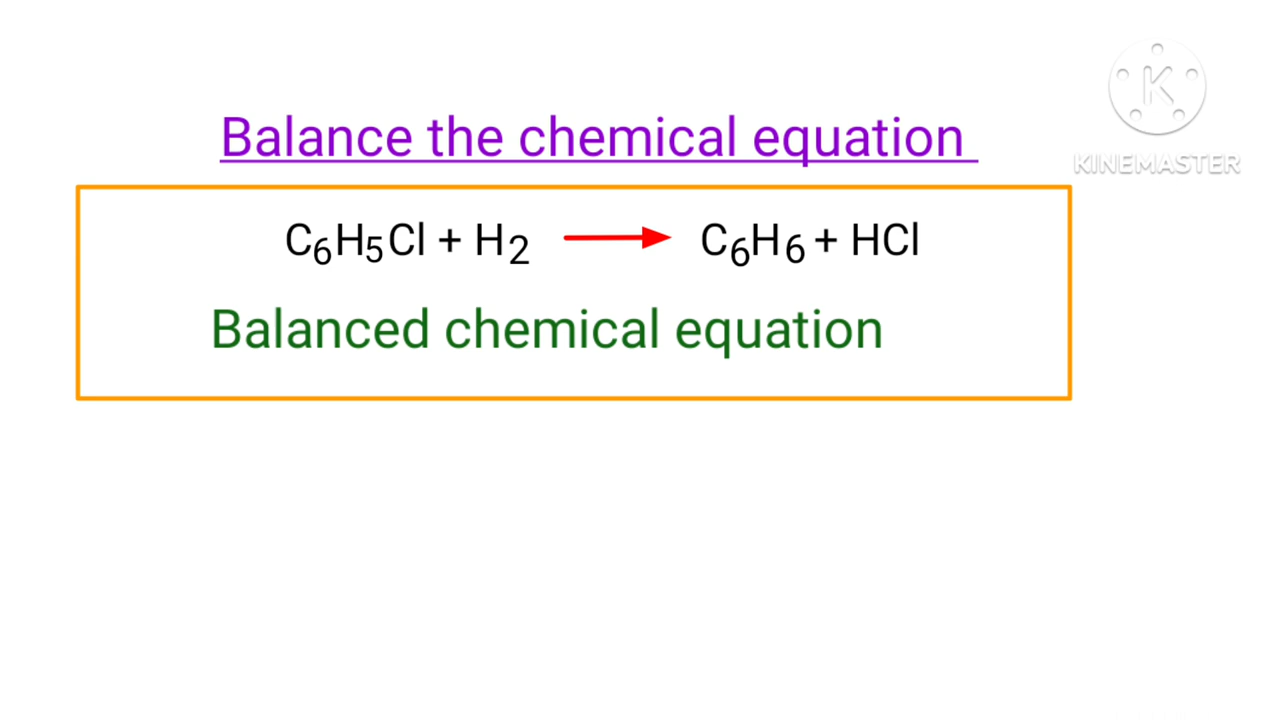 K
KINEMASTER
Balance the chemical equation
C6H5Cl + H2 → C6H6 + HCl
Balanced chemical equation